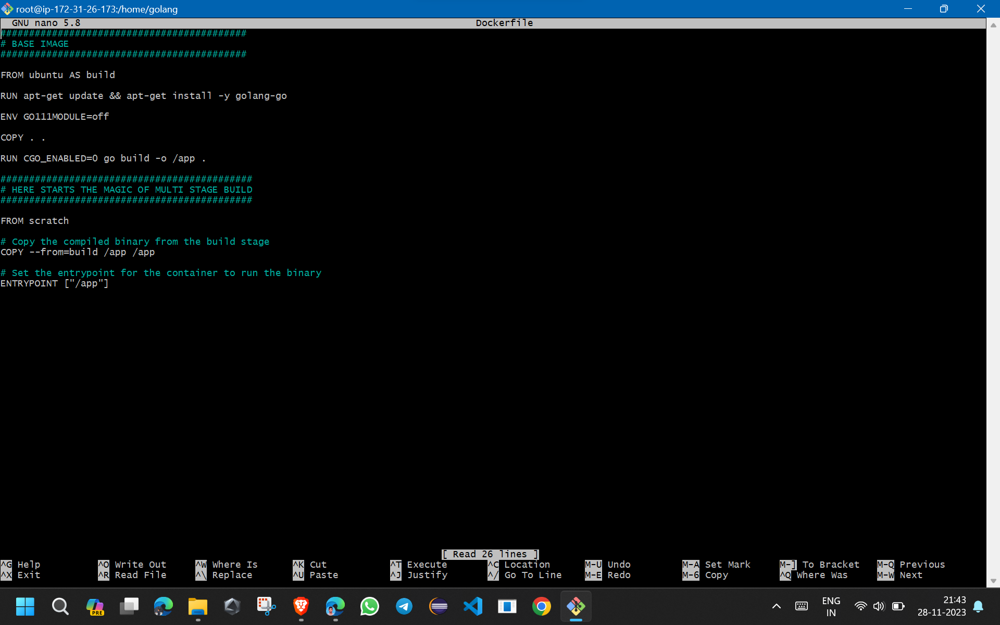 root@ip-172-31-26-173:/home/golang
GNU nano 5.8 Dockerfile
###########################################
# BASE IMAGE
###########################################
FROM ubuntu AS build
RUN apt-get update && apt-get install -y golang-go
ENV GO111MODULE=off
COPY . .
RUN CGO_ENABLED=0 go build -o /app .
############################################
# HERE STARTS THE MAGIC OF MULTI STAGE BUILD
############################################
FROM scratch
# Copy the compiled binary from the build stage
COPY --from=build /app /app
# Set the entrypoint for the container to run the binary
ENTRYPOINT ["/app"]
[ Read 26 lines ]
^G Help ^O Write Out ^W Where Is ^K Cut ^T Execute ^C Location M-U Undo M-A Set Mark M-] To Bracket M-Q Previous
^X Exit ^R Read File ^\ Replace ^U Paste ^J Justify ^/ Go To Line M-E Redo M-6 Copy ^Q Where Was M-W Next
PRE
ENG
IN
21:43
28-11-2023